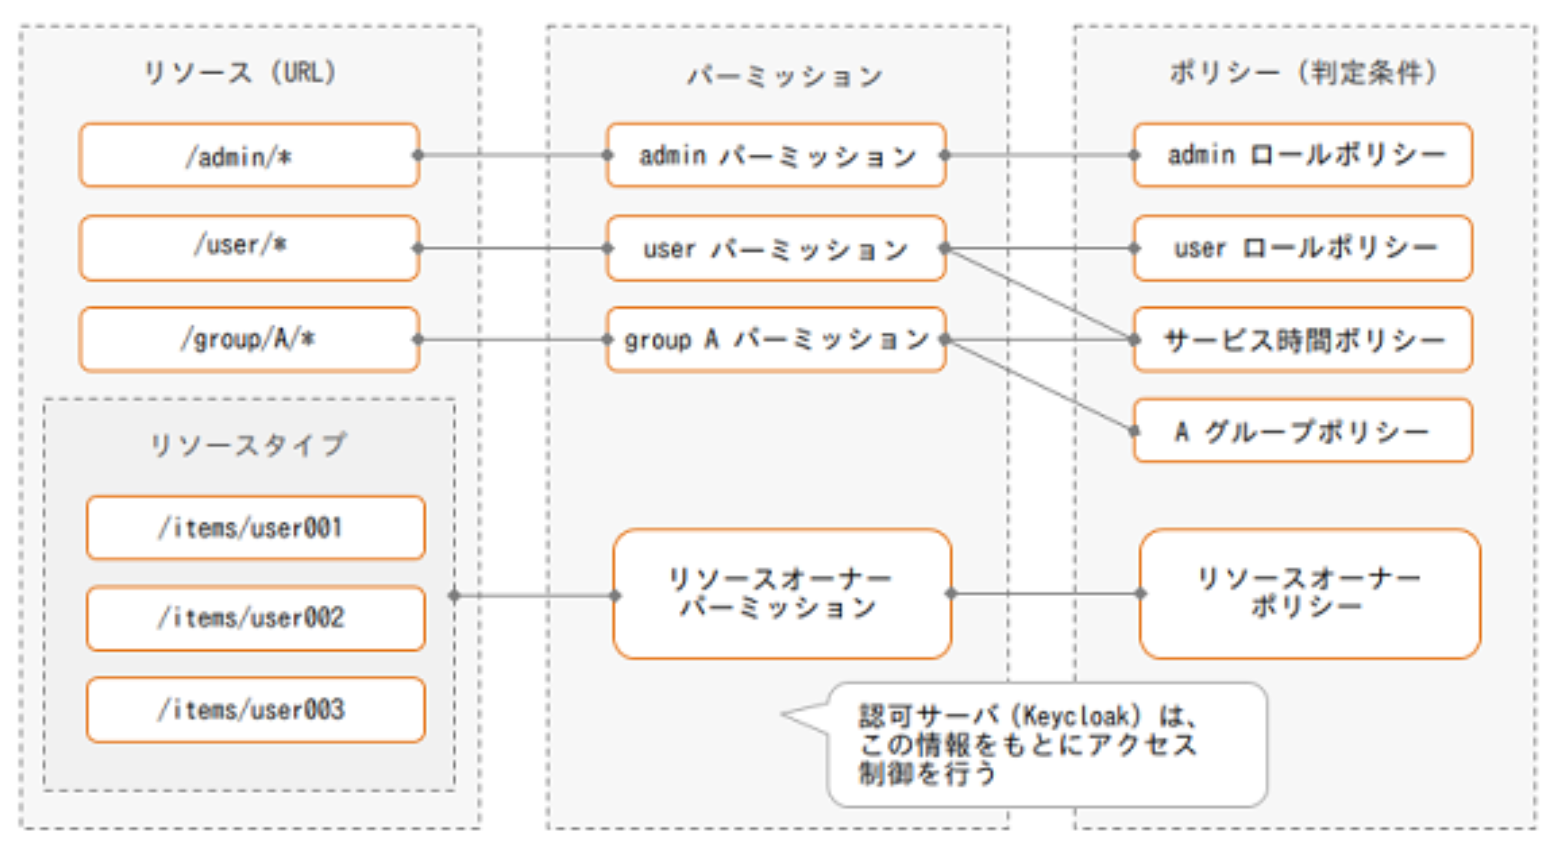 リソース (URL)
/admin/*
/user/*
/group/A/*
リソースタイプ
/items/user001
/items/user002
/items/user003
パーミッション
admin パーミッション
user パーミッション
group A パーミッション
リソースオーナー
パーミッション
ポリシー (判定条件)
admin ロールポリシー
user ロールポリシー
サービス時間ポリシー
A グループポリシー
リソースオーナー
ポリシー
認可サーバ (Keycloak) は、
この情報をもとにアクセス
制御を行う